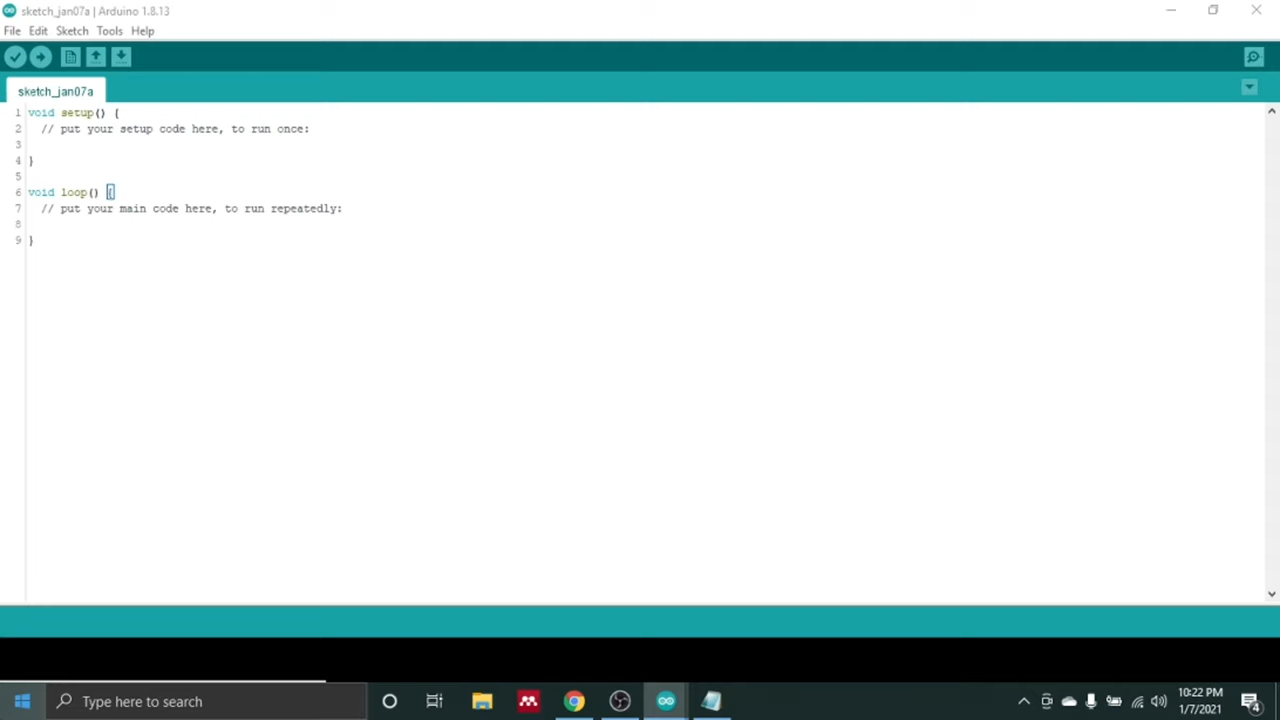 sketch_jan07a | Arduino 1.8.13
File Edit Sketch Tools Help
sketch_jan07a
1 void setup() {
2 // put your setup code here, to run once:
3
4 }
5
6 void loop() {
7 // put your main code here, to run repeatedly:
8
9 }
Type here to search
10:22 PM
1/7/2021
4